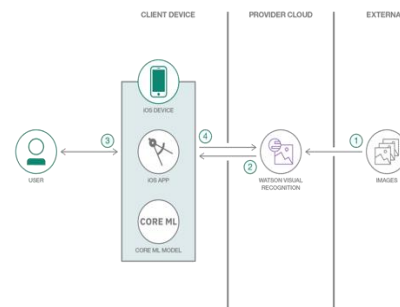 CLIENT DEVICE
PROVIDER CLOUD
EXTERNA
iOS DEVICE
3
4
1
2
USER
iOS APP
WATSON VISUAL
RECOGNITION
IMAGES
CORE ML
CORE ML MODEL